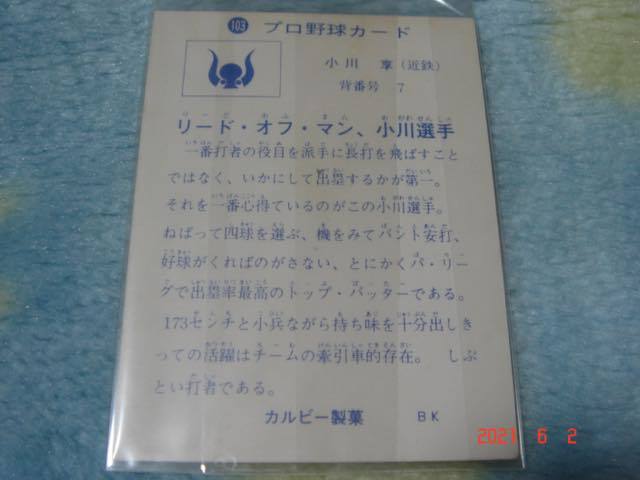 103 プロ野球カード
小川 享(近鉄)
背番号 7
リード・オフ・マン、小川選手
一番打者の役目を派手に長打を飛ばすこと
ではなく、いかにして出塁するかが第一。
それを一番心得ているのがこの小川選手。
ねばって四球を選ぶ、機をみてバント安打、
好球がくればのがさない、とにかくパ・リー
グで出塁率最高のトップ・バッターである。
173センチと小兵ながら持ち味を十分出しき
っての活躍はチームの牽引車的存在。 しぶ
とい打者である。
カルビー製菓 BK
2021 6 2